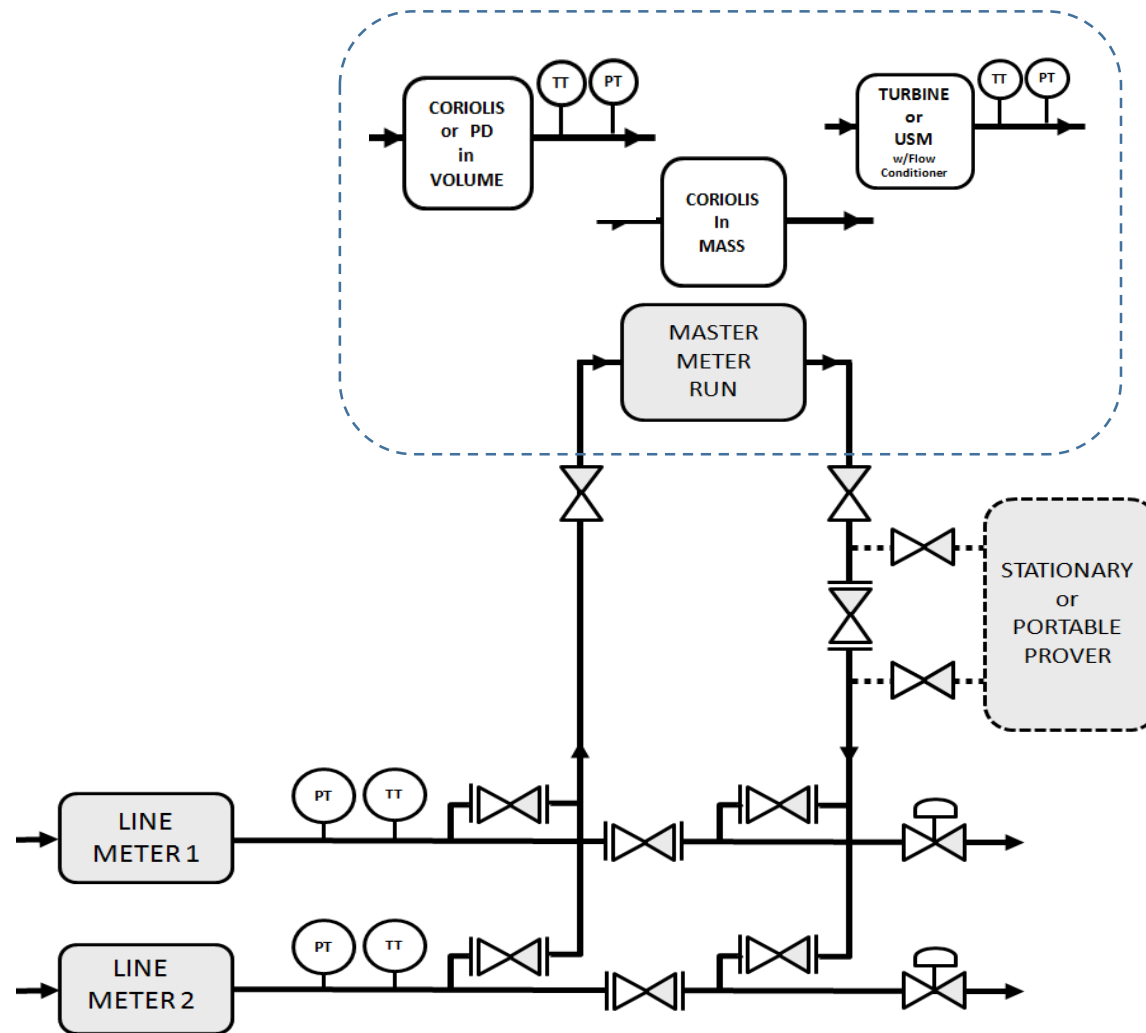 TT
PT
CORIOLIS
or PD
in
VOLUME
TT
PT
TURBINE
or
USM
w/Flow
Conditioner
CORIOLIS
In
MASS
MASTER
METER
RUN
STATIONARY
or
PORTABLE
PROVER
PT
TT
LINE
METER 1
PT
TT
LINE
METER 2